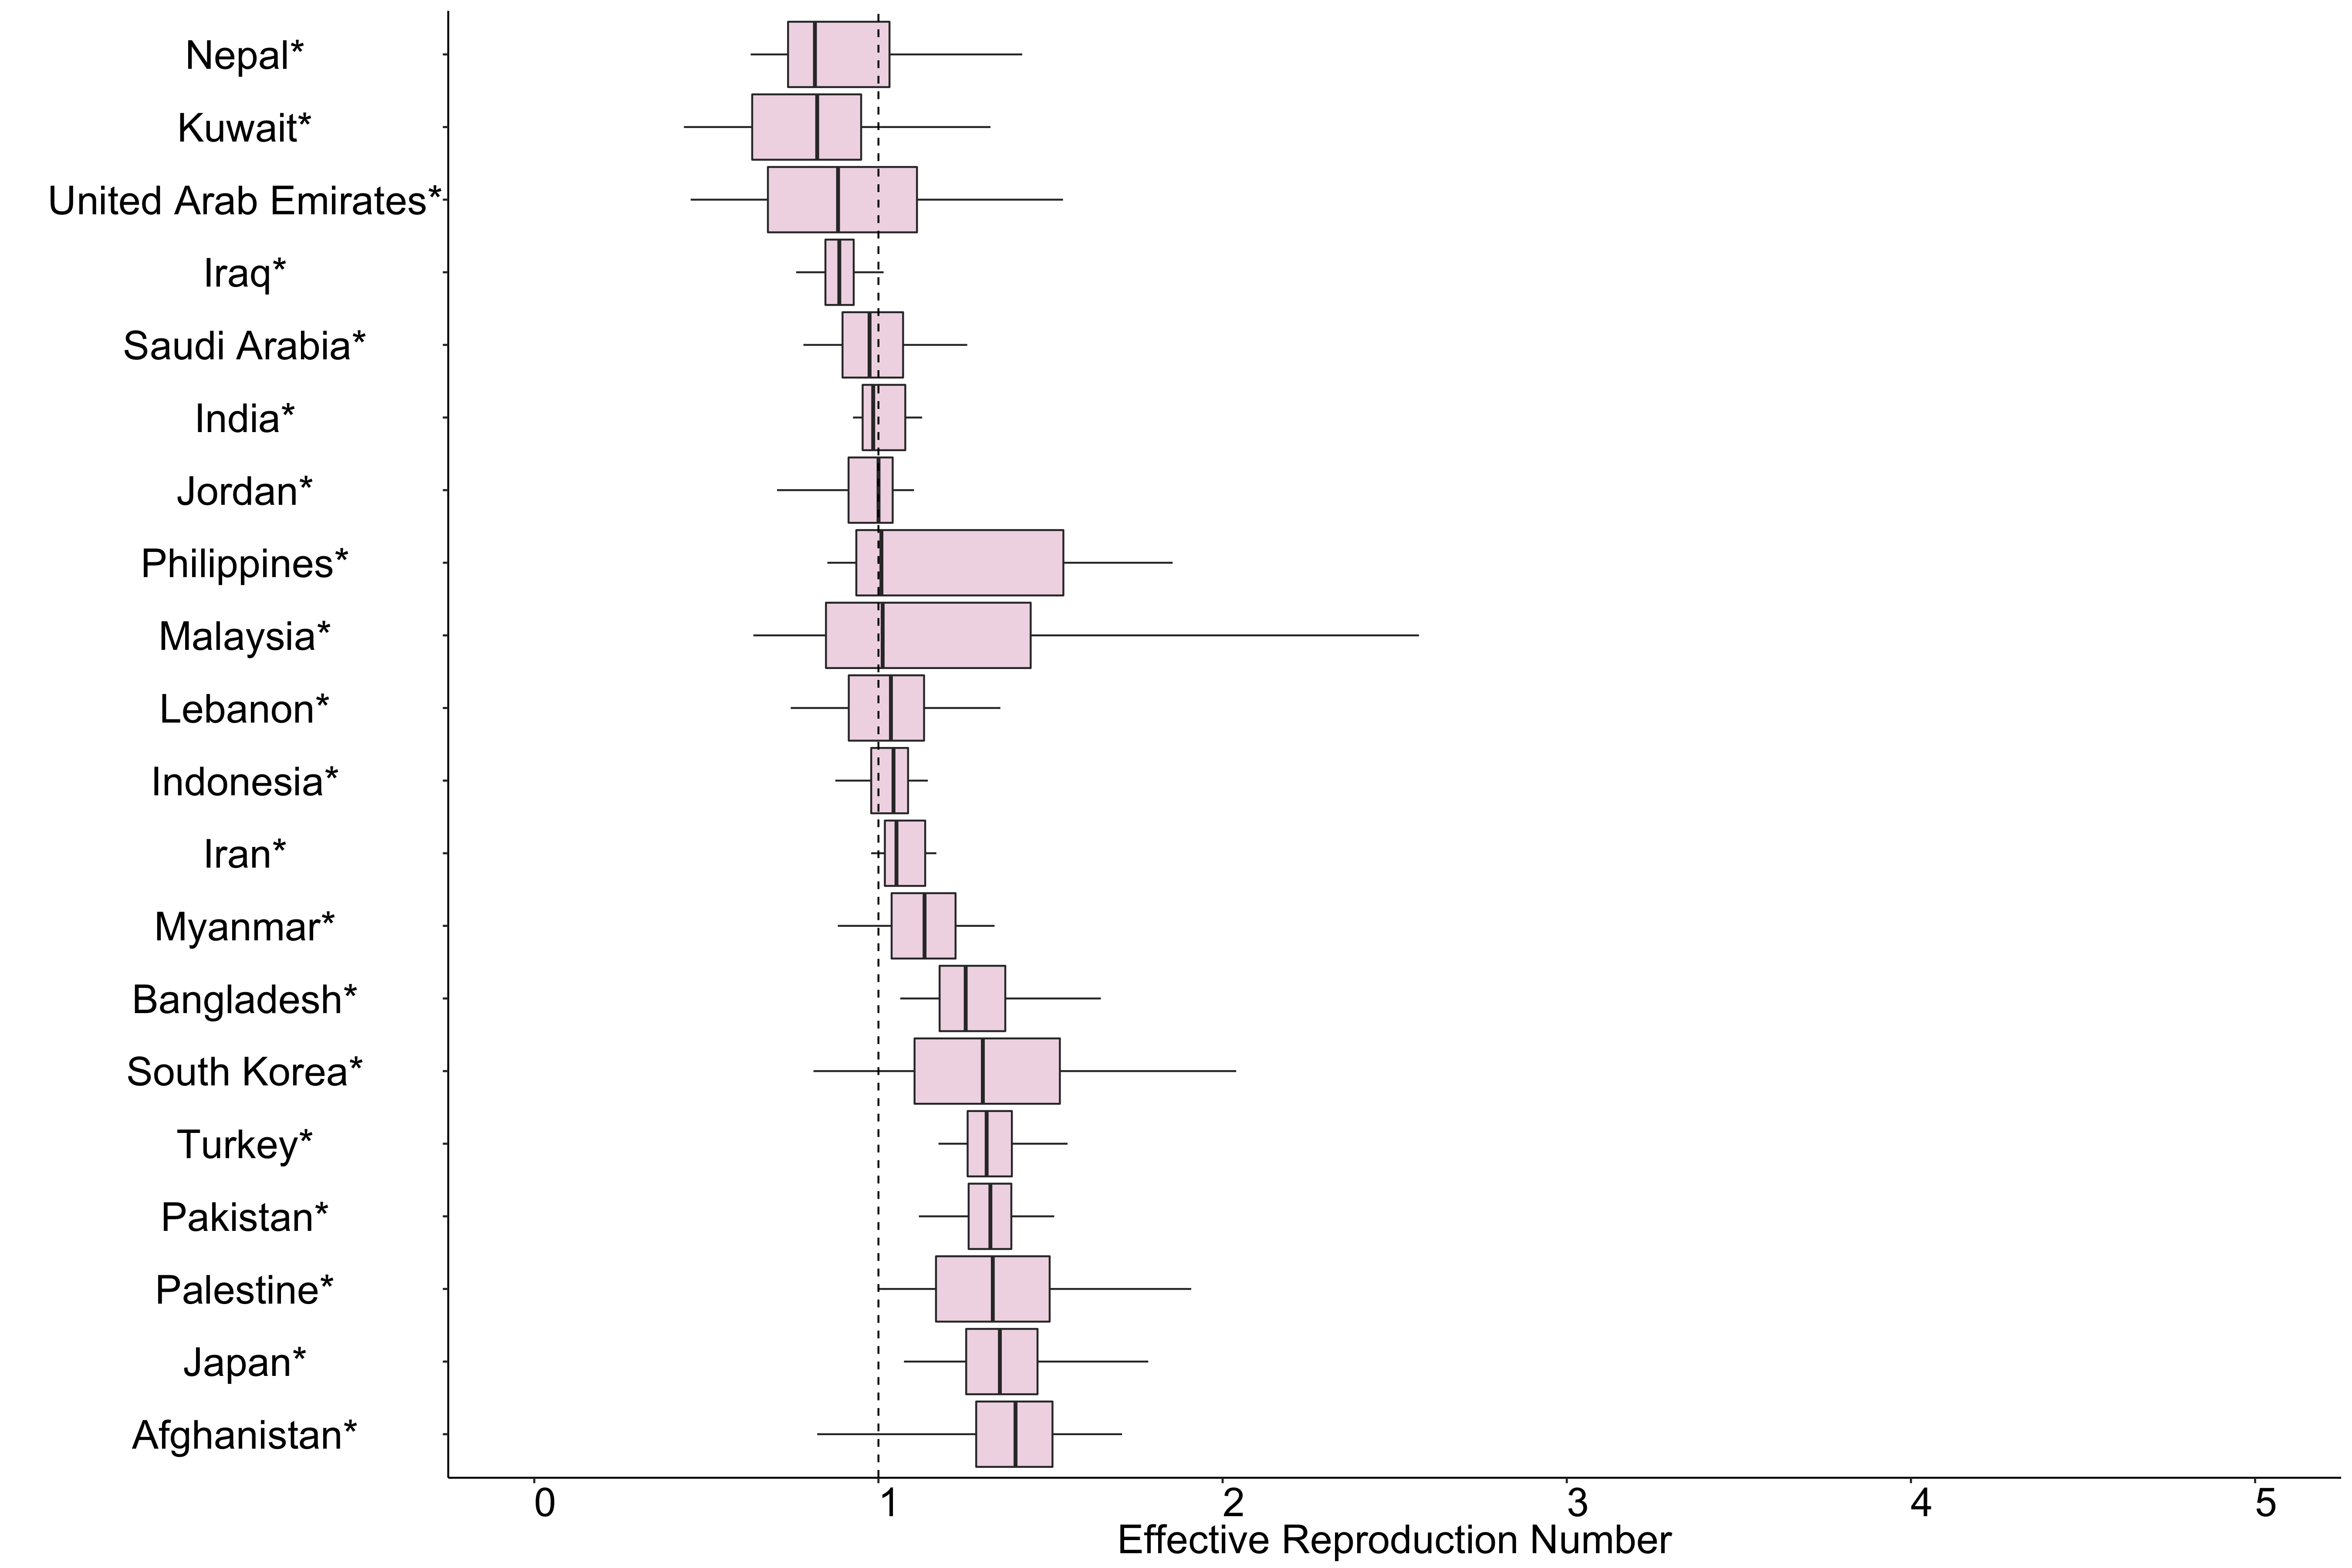 Nepal*
Kuwait*
United Arab Emirates*
Iraq*
Saudi Arabia*
India*
Jordan*
Philippines*
Malaysia*
Lebanon*
Indonesia*
Iran*
Myanmar*
Bangladesh*
South Korea*
Turkey*
Pakistan*
Palestine*
Japan*
Afghanistan*
0 1 2 3 4 5
Effective Reproduction Number